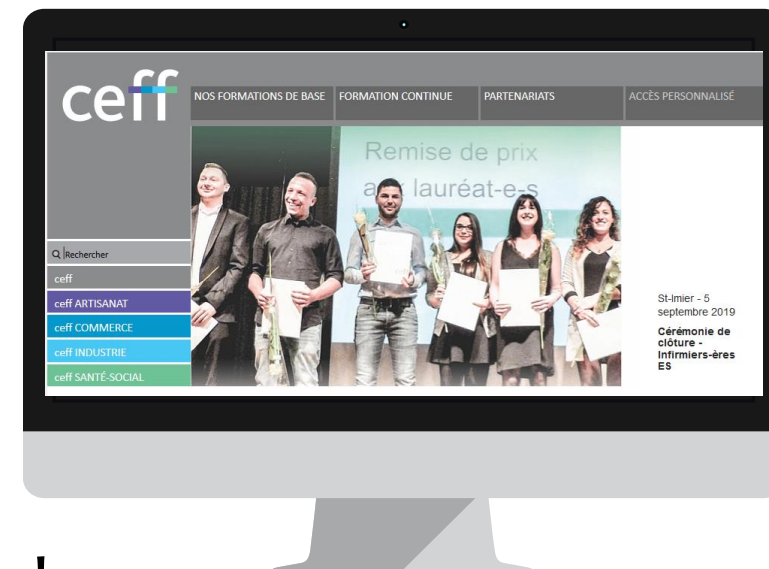 ceff
NOS FORMATIONS DE BASE
FORMATION CONTINUE
PARTENARIATS
ACCÈS PERSONNALISÉ
Remise de prix
aux lauréat-e-s
Rechercher
ceff
ceff ARTISANAT
ceff COMMERCE
ceff INDUSTRIE
ceff SANTÉ-SOCIAL
St-Imier - 5
septembre 2019
Cérémonie de
clôture -
Infirmiers-ères
ES